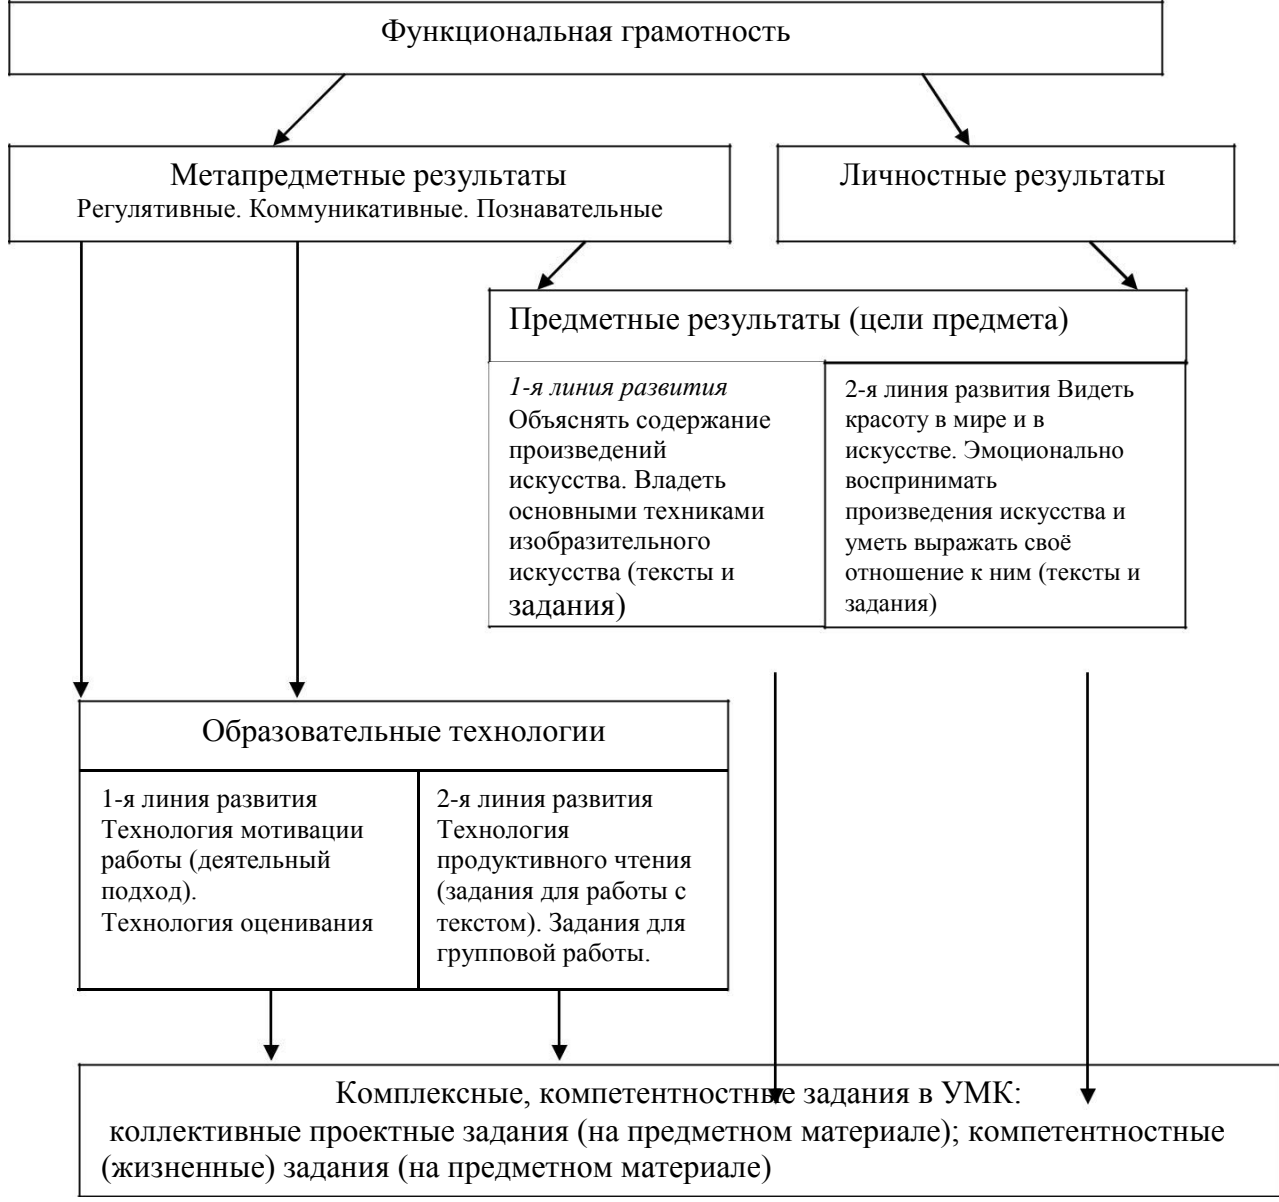 Функциональная грамотность
Метапредметные результаты
Регулятивные. Коммуникативные. Познавательные
Личностные результаты
Предметные результаты (цели предмета)
1-я линия развития
Объяснять содержание
произведений
искусства. Владеть
основными техниками
изобразительного
искусства (тексты и
задания)
2-я линия развития Видеть
красоту в мире и в
искусстве. Эмоционально
воспринимать
произведения искусства и
уметь выражать своё
отношение к ним (тексты и
задания)
Образовательные технологии
1-я линия развития
Технология мотивации
работы (деятельный
подход).
Технология оценивания
2-я линия развития
Технология
продуктивного чтения
(задания для работы с
текстом). Задания для
групповой работы.
Комплексные, компетентностные задания в УМК:
коллективные проектные задания (на предметном материале); компетентностные
(жизненные) задания (на предметном материале)